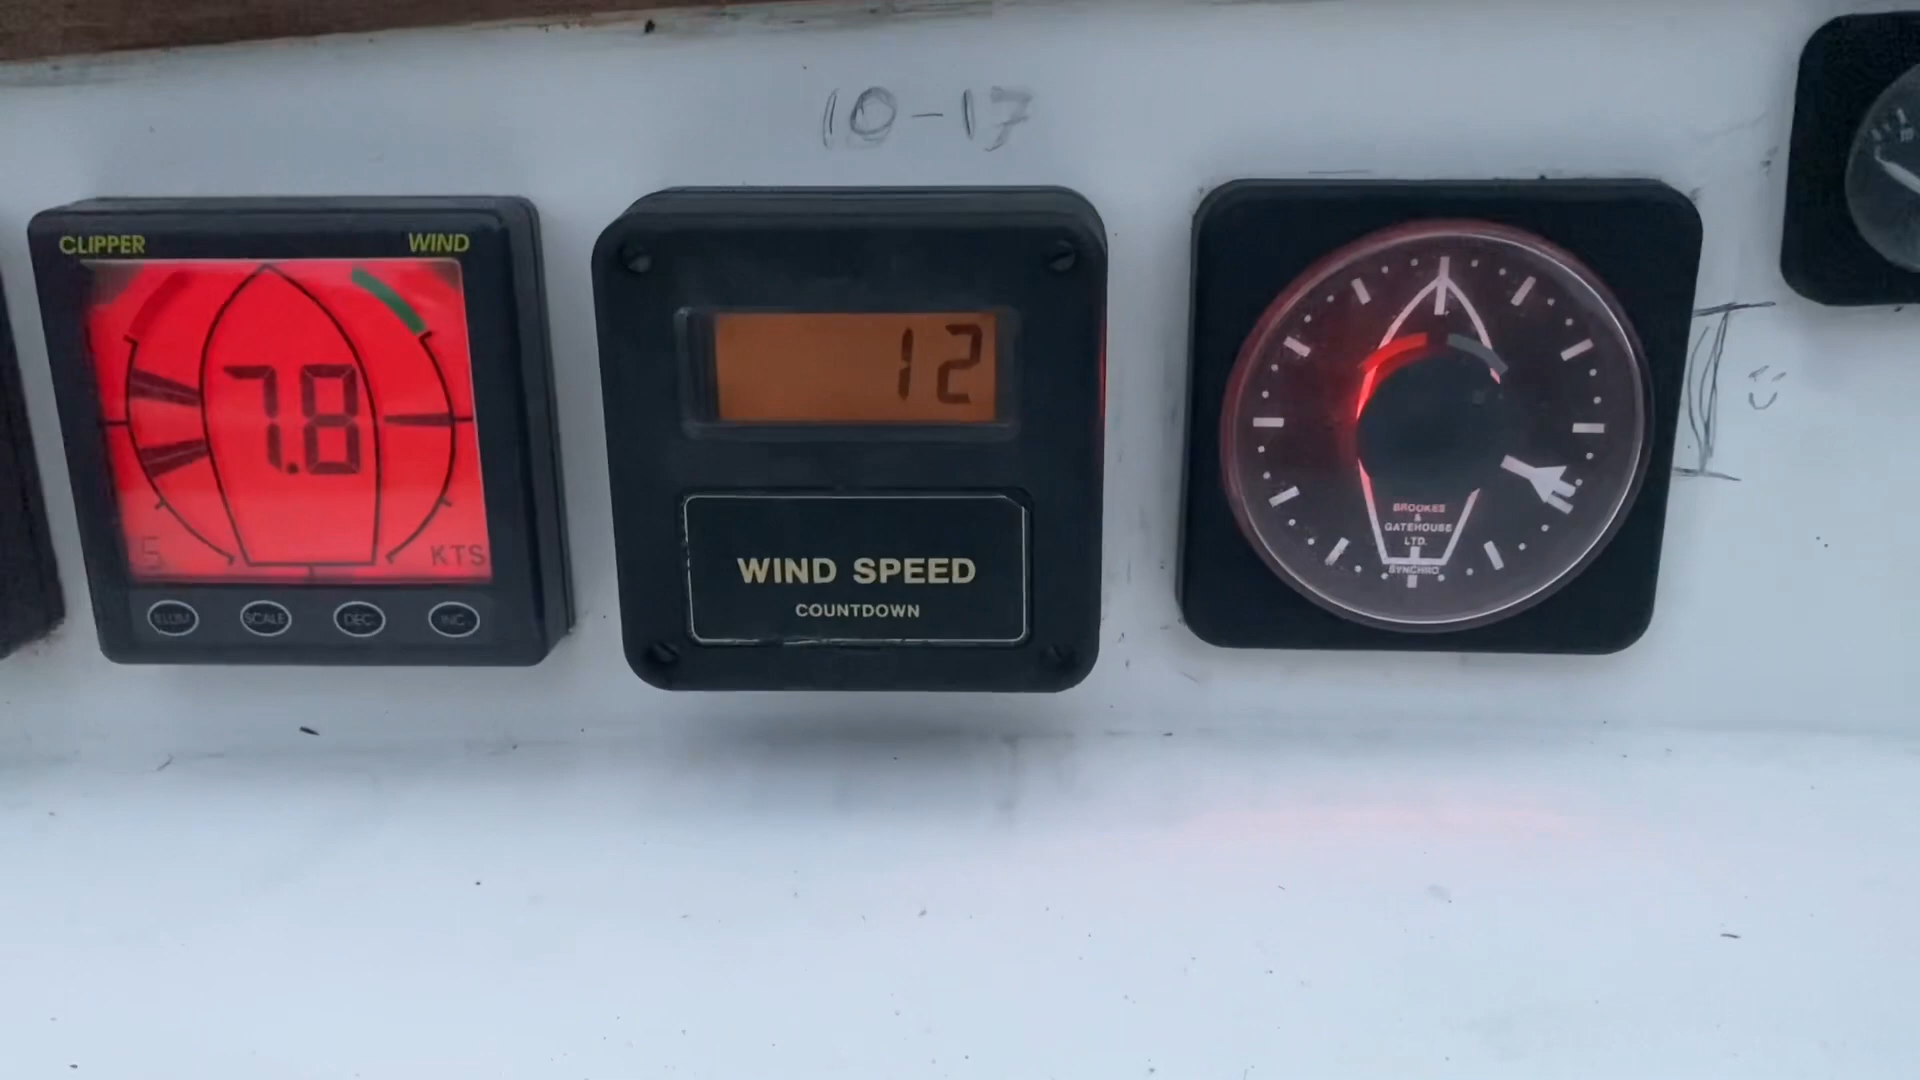 10-17
CLIPPER WIND
7.8
KTS
ILLUM SCALE DEC. INC.
12
WIND SPEED
COUNTDOWN
BROOKES
&
GATEHOUSE
LTD.
SYNCHRO